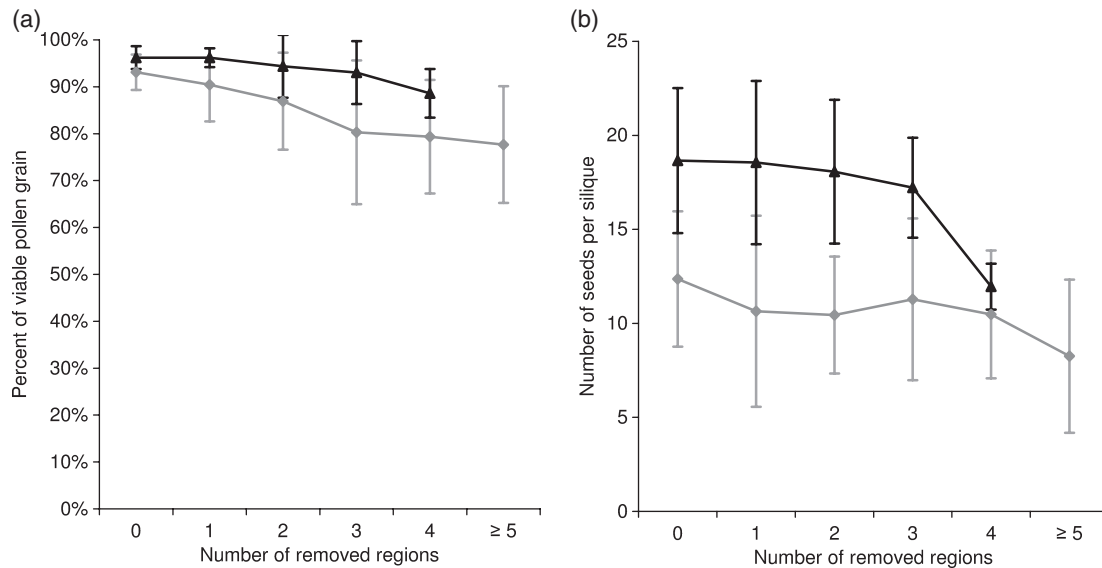 (a)
100%
90%
80%
70%
60%
50%
40%
30%
20%
10%
0%
Percent of viable pollen grain
0 1 2 3 4 ≥ 5
Number of removed regions
(b)
25
20
15
10
5
0
Number of seeds per silique
0 1 2 3 4 ≥ 5
Number of removed regions